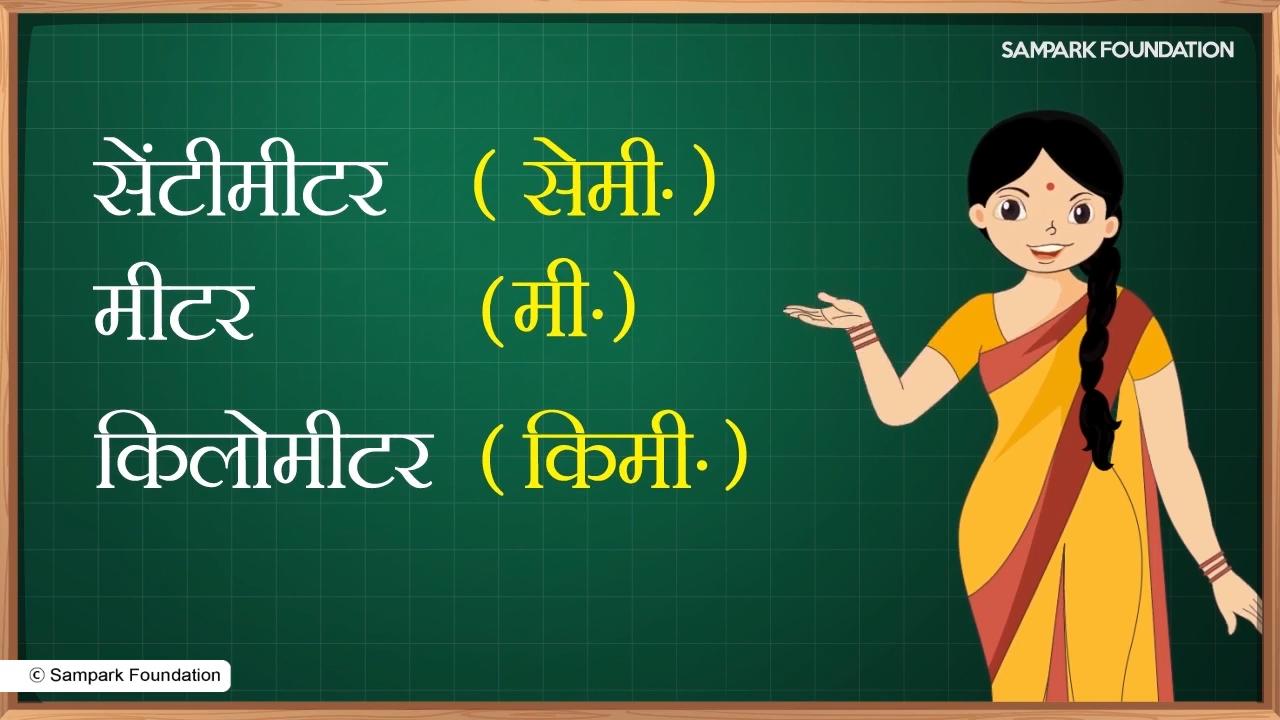 SAMPARK FOUNDATION
सेंटीमीटर ( सेमी. )
मीटर (मी.)
किलोमीटर ( किमी. )
© Sampark Foundation